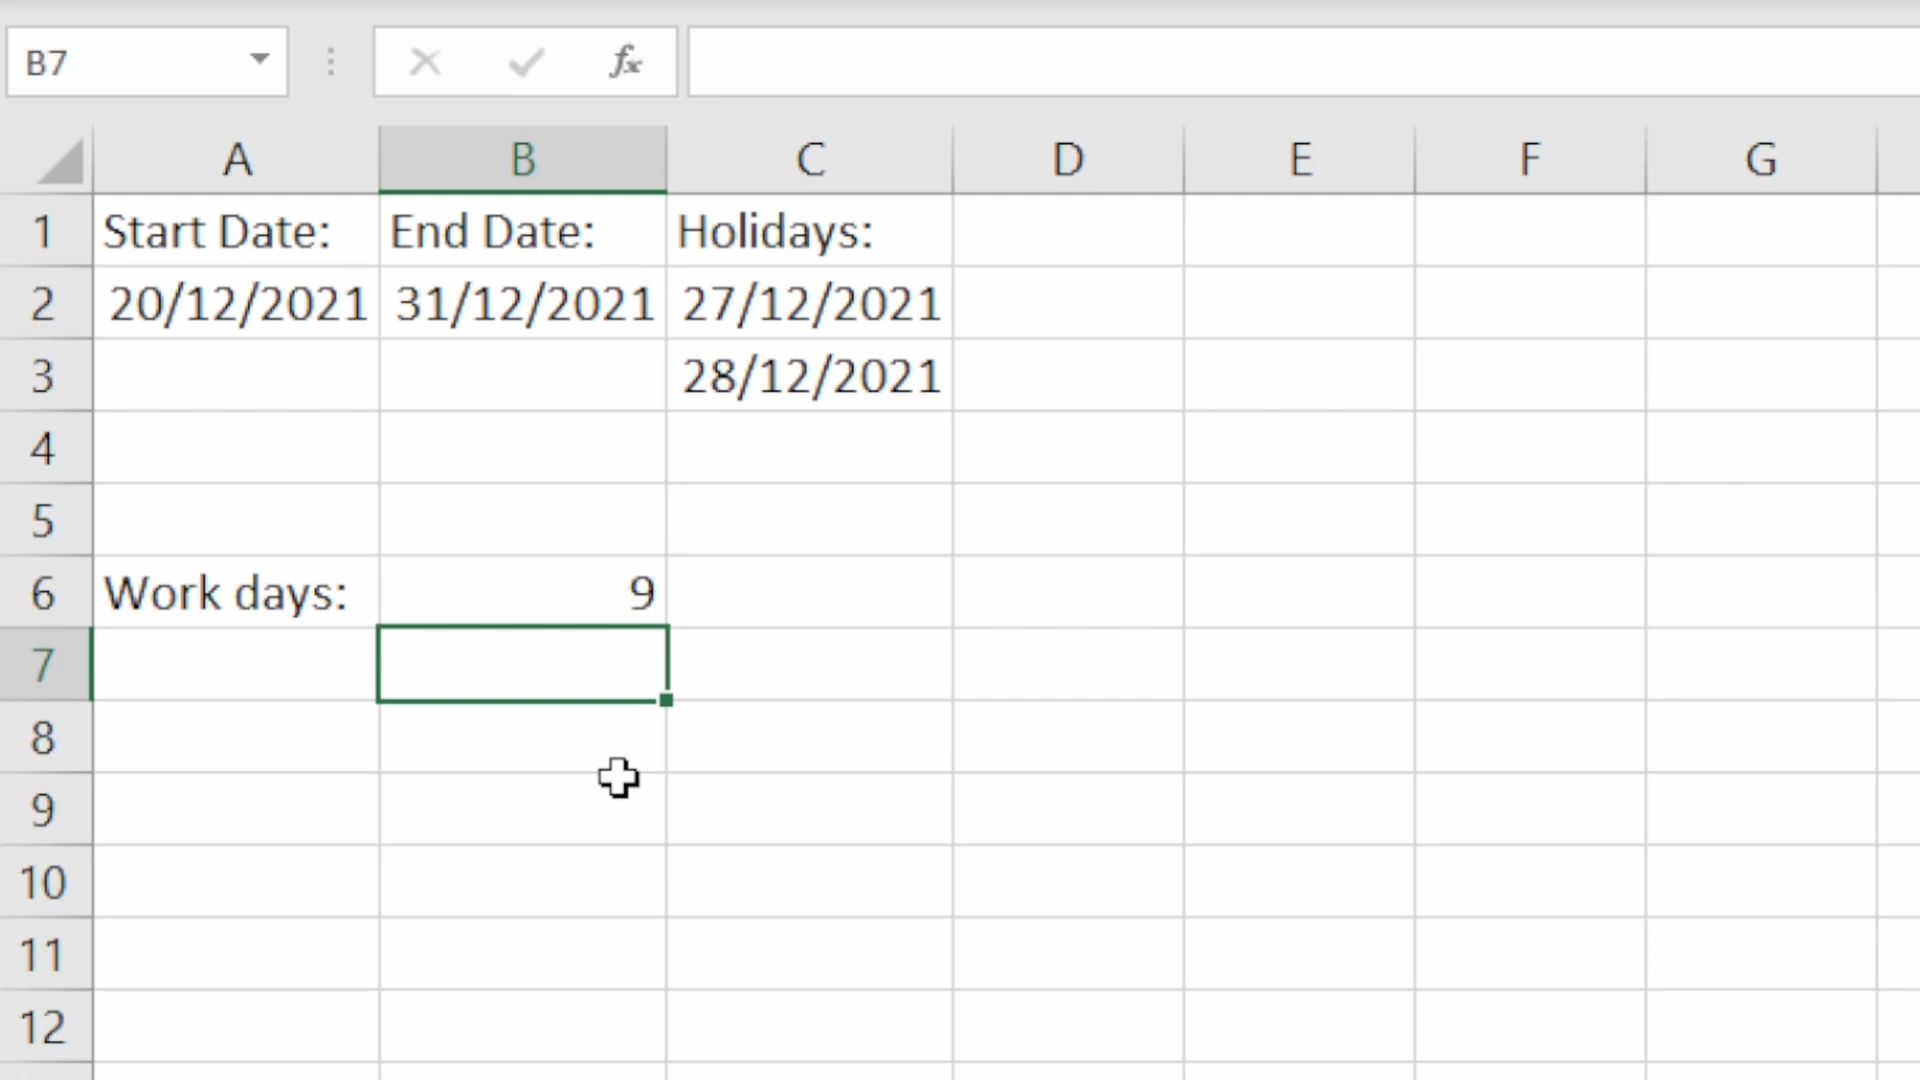 B7 fx
A B C D E F G
1 Start Date: End Date: Holidays:
2 20/12/2021 31/12/2021 27/12/2021
3 28/12/2021
4
5
6 Work days: 9
7
8
9
10
11
12